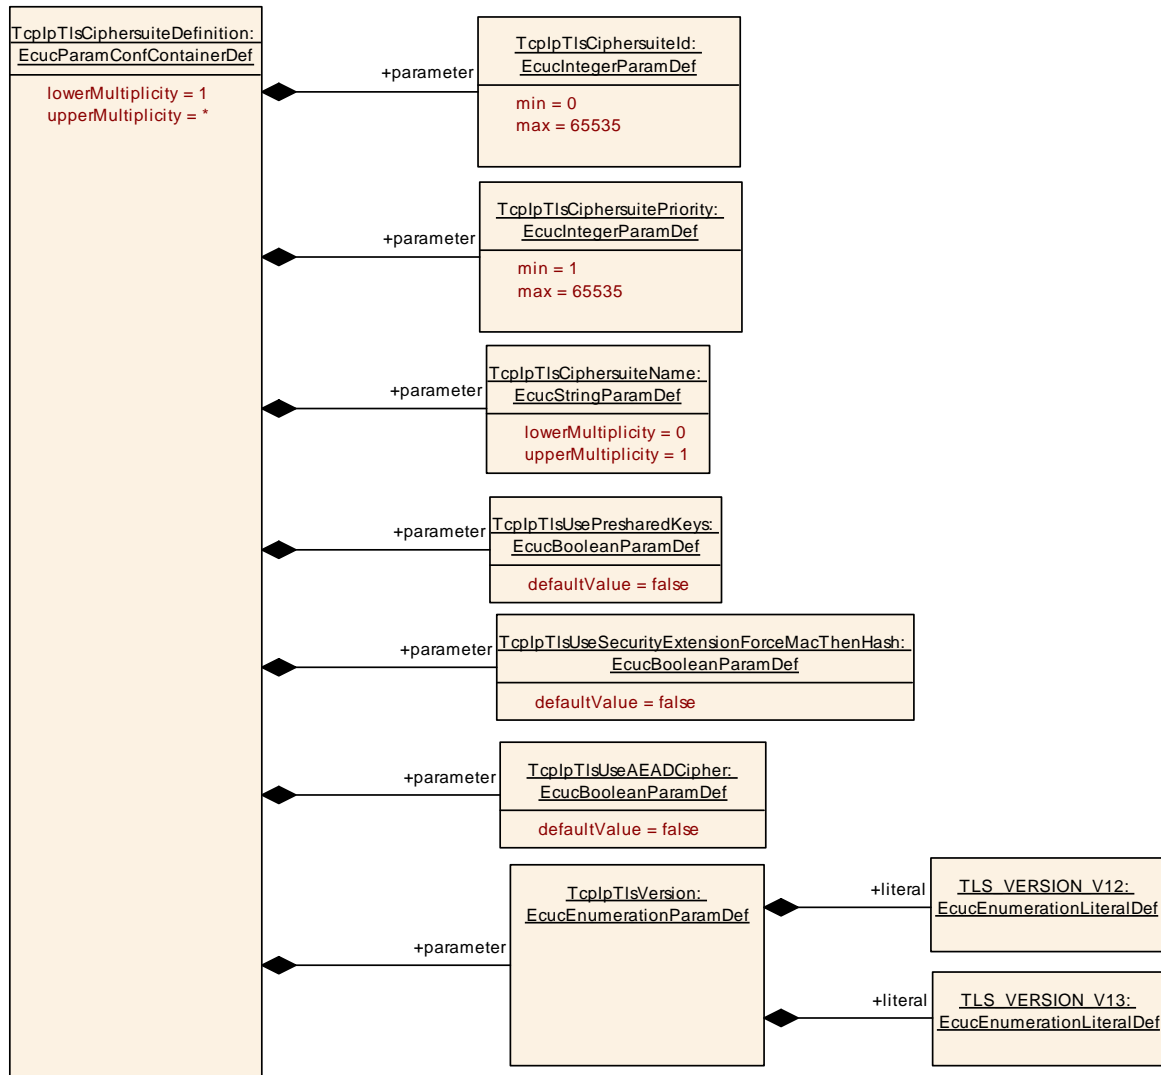 TcpIpTlsCiphersuiteDefinition:
EcucParamConfContainerDef
lowerMultiplicity = 1
upperMultiplicity = *
+parameter
TcpIpTlsCiphersuiteId:
EcucIntegerParamDef
min = 0
max = 65535
+parameter
TcpIpTlsCiphersuitePriority:
EcucIntegerParamDef
min = 1
max = 65535
+parameter
TcpIpTlsCiphersuiteName:
EcucStringParamDef
lowerMultiplicity = 0
upperMultiplicity = 1
+parameter
TcpIpTlsUsePresharedKeys:
EcucBooleanParamDef
defaultValue = false
+parameter
TcpIpTlsUseSecurityExtensionForceMacThenHash:
EcucBooleanParamDef
defaultValue = false
+parameter
TcpIpTlsUseAEADCipher:
EcucBooleanParamDef
defaultValue = false
+parameter
TcpIpTlsVersion:
EcucEnumerationParamDef
+literal
TLS_VERSION_V12:
EcucEnumerationLiteralDef
+literal
TLS_VERSION_V13:
EcucEnumerationLiteralDef